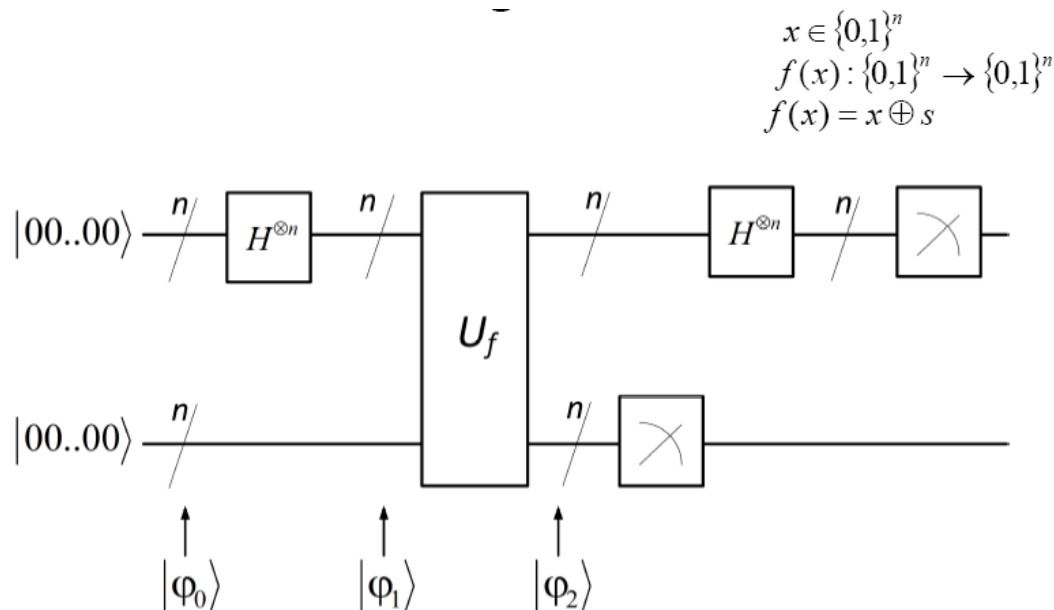 x ∈ {0,1}ⁿ
f(x) : {0,1}ⁿ → {0,1}ⁿ
f(x) = x ⊕ s
|00..00⟩ n H⊗ⁿ n n H⊗ⁿ n
U_f
|00..00⟩ n n
|φ₀⟩ |φ₁⟩ |φ₂⟩